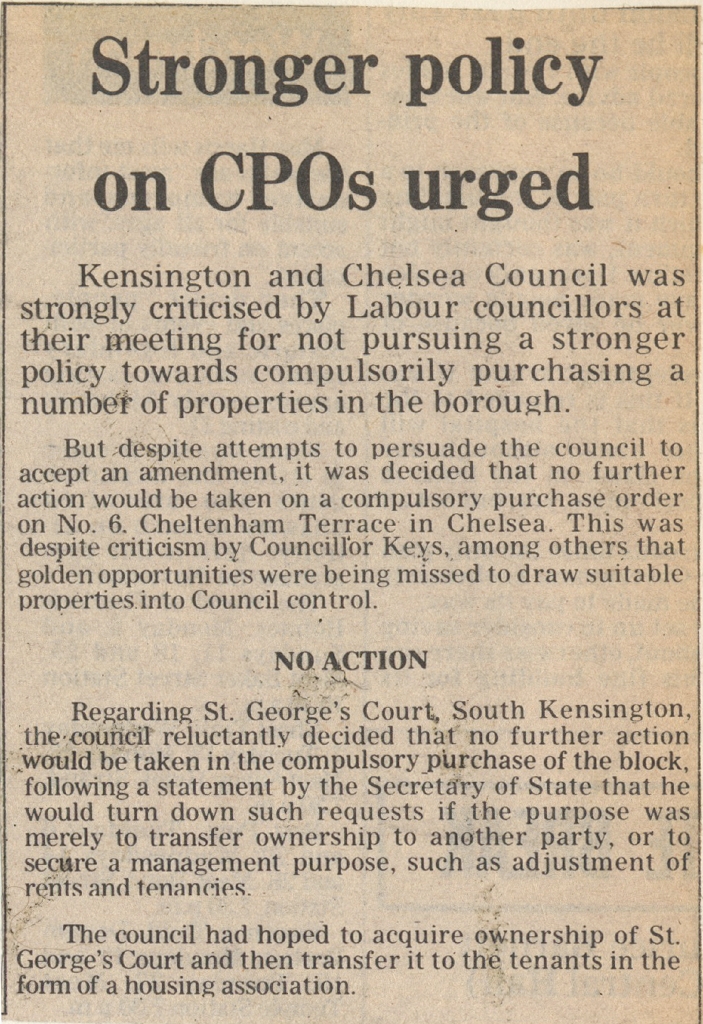 Stronger policy
on CPOs urged
Kensington and Chelsea Council was
strongly criticised by Labour councillors at
their meeting for not pursuing a stronger
policy towards compulsorily purchasing a
number of properties in the borough.
But despite attempts to persuade the council to
accept an amendment, it was decided that no further
action would be taken on a compulsory purchase order
on No. 6. Cheltenham Terrace in Chelsea. This was
despite criticism by Councillor Keys, among others that
golden opportunities were being missed to draw suitable
properties into Council control.
NO ACTION
Regarding St. George's Court, South Kensington,
the council reluctantly decided that no further action
would be taken in the compulsory purchase of the block,
following a statement by the Secretary of State that he
would turn down such requests if the purpose was
merely to transfer ownership to another party, or to
secure a management purpose, such as adjustment of
rents and tenancies.
The council had hoped to acquire ownership of St.
George's Court and then transfer it to the tenants in the
form of a housing association.